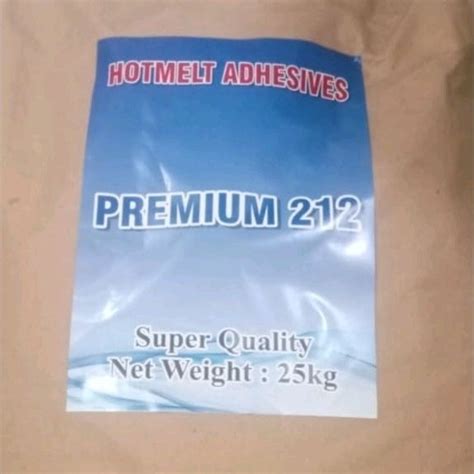 HOTMELT ADHESIVES
PREMIUM 212
Super Quality
Net Weight : 25kg